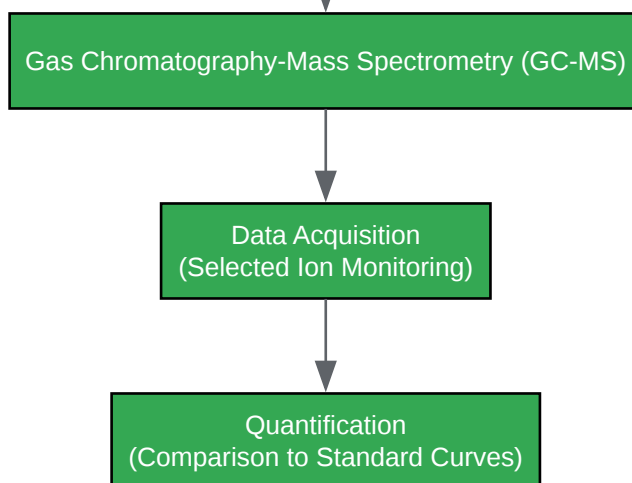 Gas Chromatography-Mass Spectrometry (GC-MS)
Data Acquisition
(Selected Ion Monitoring)
Quantification
(Comparison to Standard Curves)